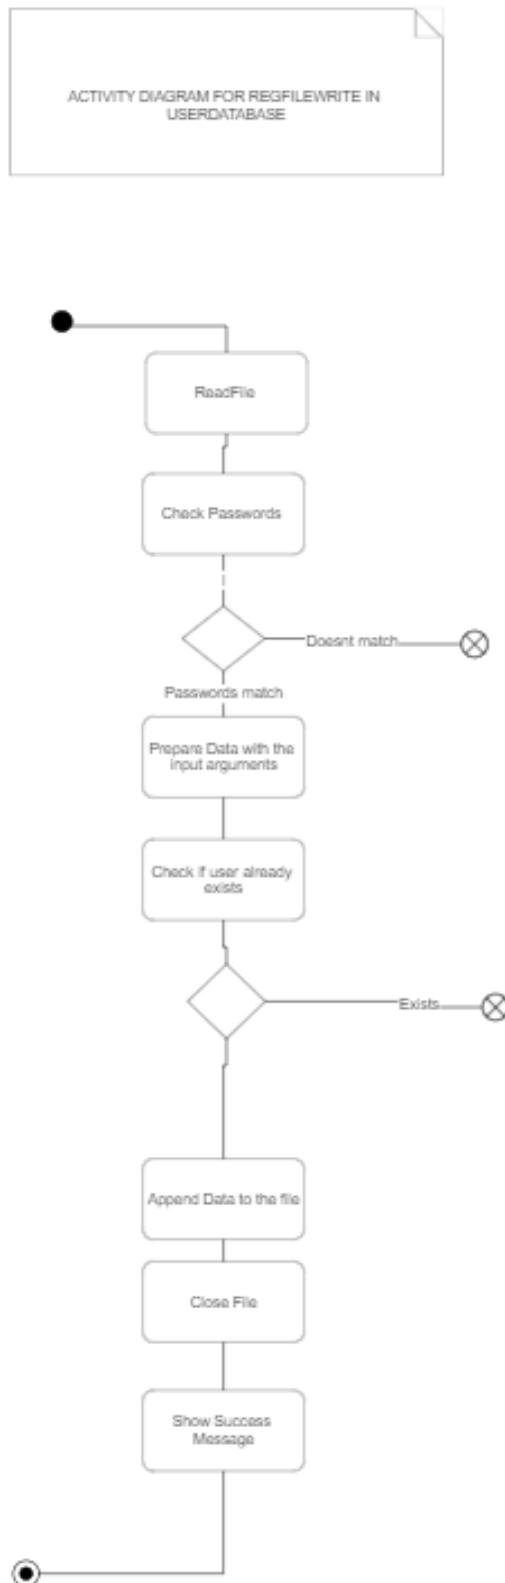 ACTIVITY DIAGRAM FOR REGFILEWRITE IN
USERDATABASE
ReadFile
Check Passwords
Doesnt match
Passwords match
Prepare Data with the
input arguments
Check if user already
exists
Exists
Append Data to the file
Close File
Show Success
Message